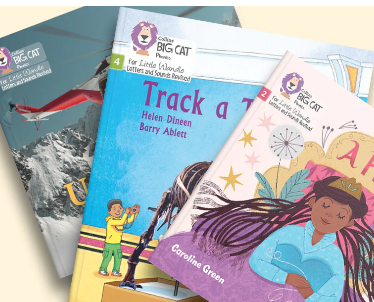 Collins
BIG CAT
Phonics
for Little Wandle
Letters and Sounds Revised
Collins
BIG CAT
Phonics
4
for Little Wandle
Letters and Sounds Revised
Track a
Helen Dineen
Barry Ablett
Collins
BIG CAT
Phonics
2
for Little Wandle
Letters and Sounds Revised
Caroline Green